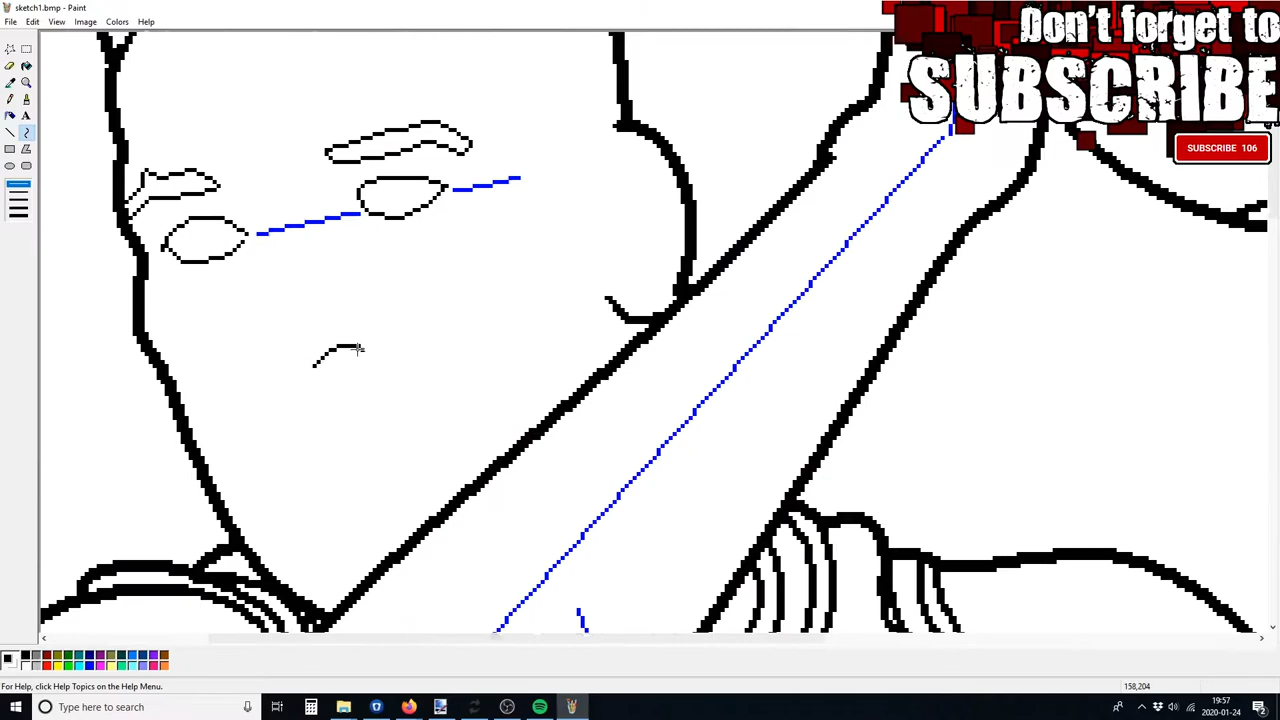 sketch1.bmp - Paint
File Edit View Image Colors Help
Don't forget to
SUBSCRIBE
SUBSCRIBE 106
A
For Help, click Help Topics on the Help Menu.
158,204
Type here to search
19:57
2020-01-24
2